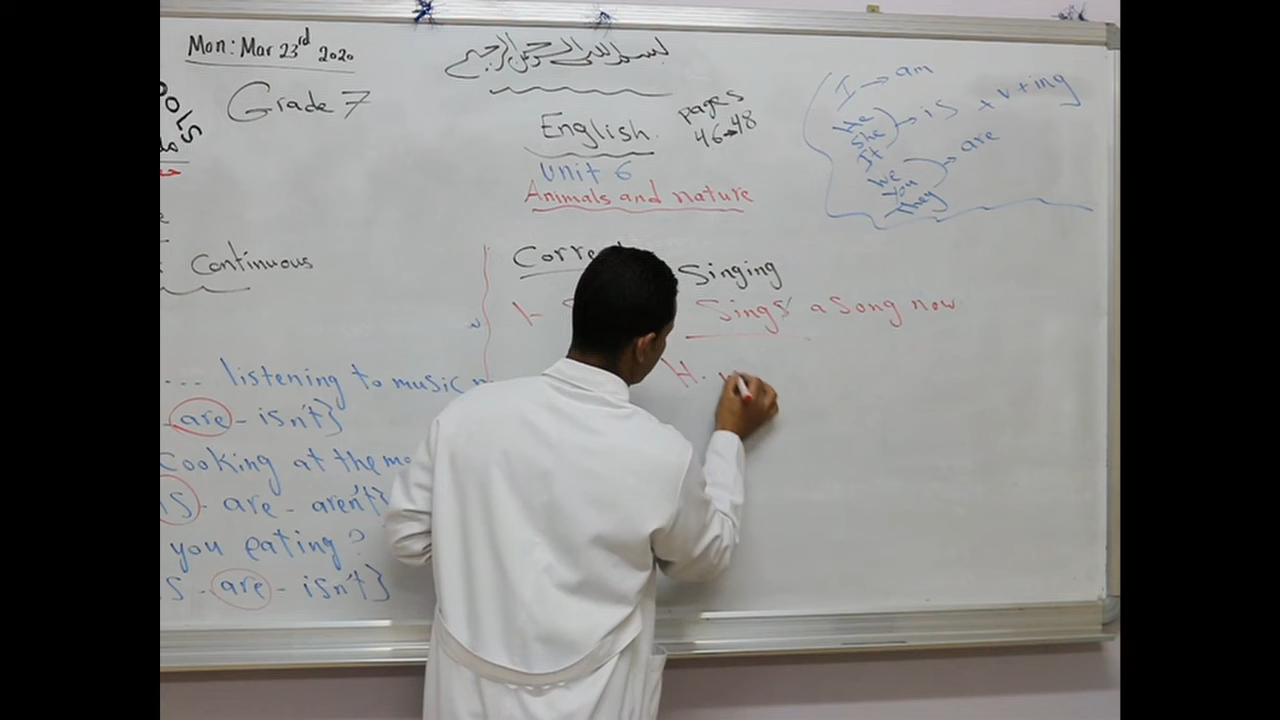 Mon: Mar 23rd 2020
Grade 7
OOLS
Continuous
... listening to music
are - isn't}
cooking at the mo
is - are - aren't}
you eating?
s - are - isn't}
بسم الله الرحمن الرحيم
English
pages
46 → 48
Unit 6
Animals and nature
Corre
Singing
1- Sings a song now
H.
I → am
He
She → is + v + ing
It
We
You → are
They